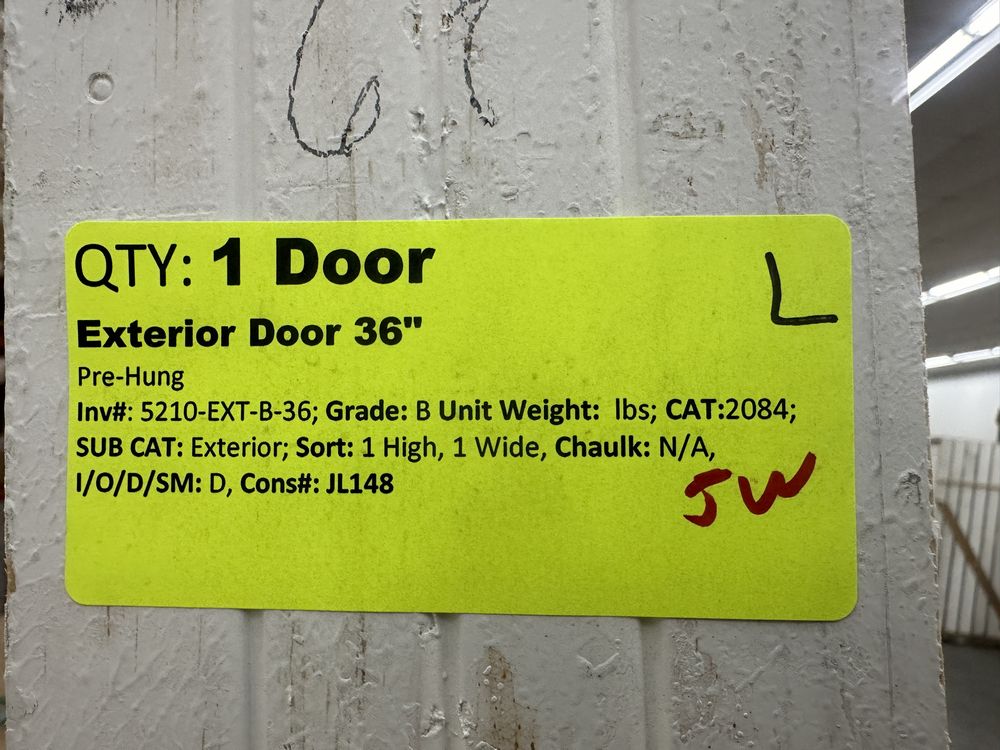 QTY: 1 Door
L
Exterior Door 36"
Pre-Hung
Inv#: 5210-EXT-B-36; Grade: B Unit Weight: lbs; CAT:2084;
SUB CAT: Exterior; Sort: 1 High, 1 Wide, Chaulk: N/A,
I/O/D/SM: D, Cons#: JL148
JW